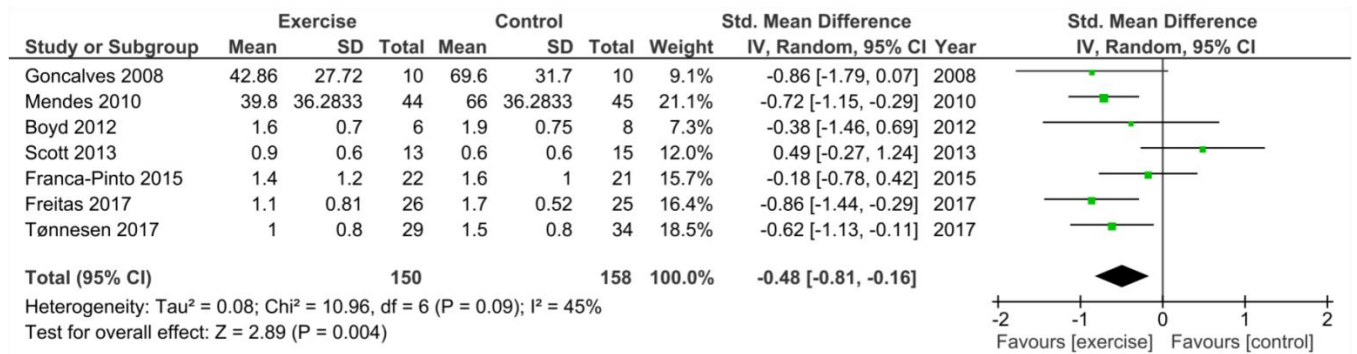 Exercise Control Std. Mean Difference Std. Mean Difference
Study or Subgroup Mean SD Total Mean SD Total Weight IV, Random, 95% CI Year IV, Random, 95% CI
Goncalves 2008 42.86 27.72 10 69.6 31.7 10 9.1% -0.86 [-1.79, 0.07] 2008
Mendes 2010 39.8 36.2833 44 66 36.2833 45 21.1% -0.72 [-1.15, -0.29] 2010
Boyd 2012 1.6 0.7 6 1.9 0.75 8 7.3% -0.38 [-1.46, 0.69] 2012
Scott 2013 0.9 0.6 13 0.6 0.6 15 12.0% 0.49 [-0.27, 1.24] 2013
Franca-Pinto 2015 1.4 1.2 22 1.6 1 21 15.7% -0.18 [-0.78, 0.42] 2015
Freitas 2017 1.1 0.81 26 1.7 0.52 25 16.4% -0.86 [-1.44, -0.29] 2017
Tønnesen 2017 1 0.8 29 1.5 0.8 34 18.5% -0.62 [-1.13, -0.11] 2017
Total (95% CI) 150 158 100.0% -0.48 [-0.81, -0.16]
Heterogeneity: Tau² = 0.08; Chi² = 10.96, df = 6 (P = 0.09); I² = 45%
Test for overall effect: Z = 2.89 (P = 0.004)
-2 -1 0 1 2
Favours [exercise] Favours [control]